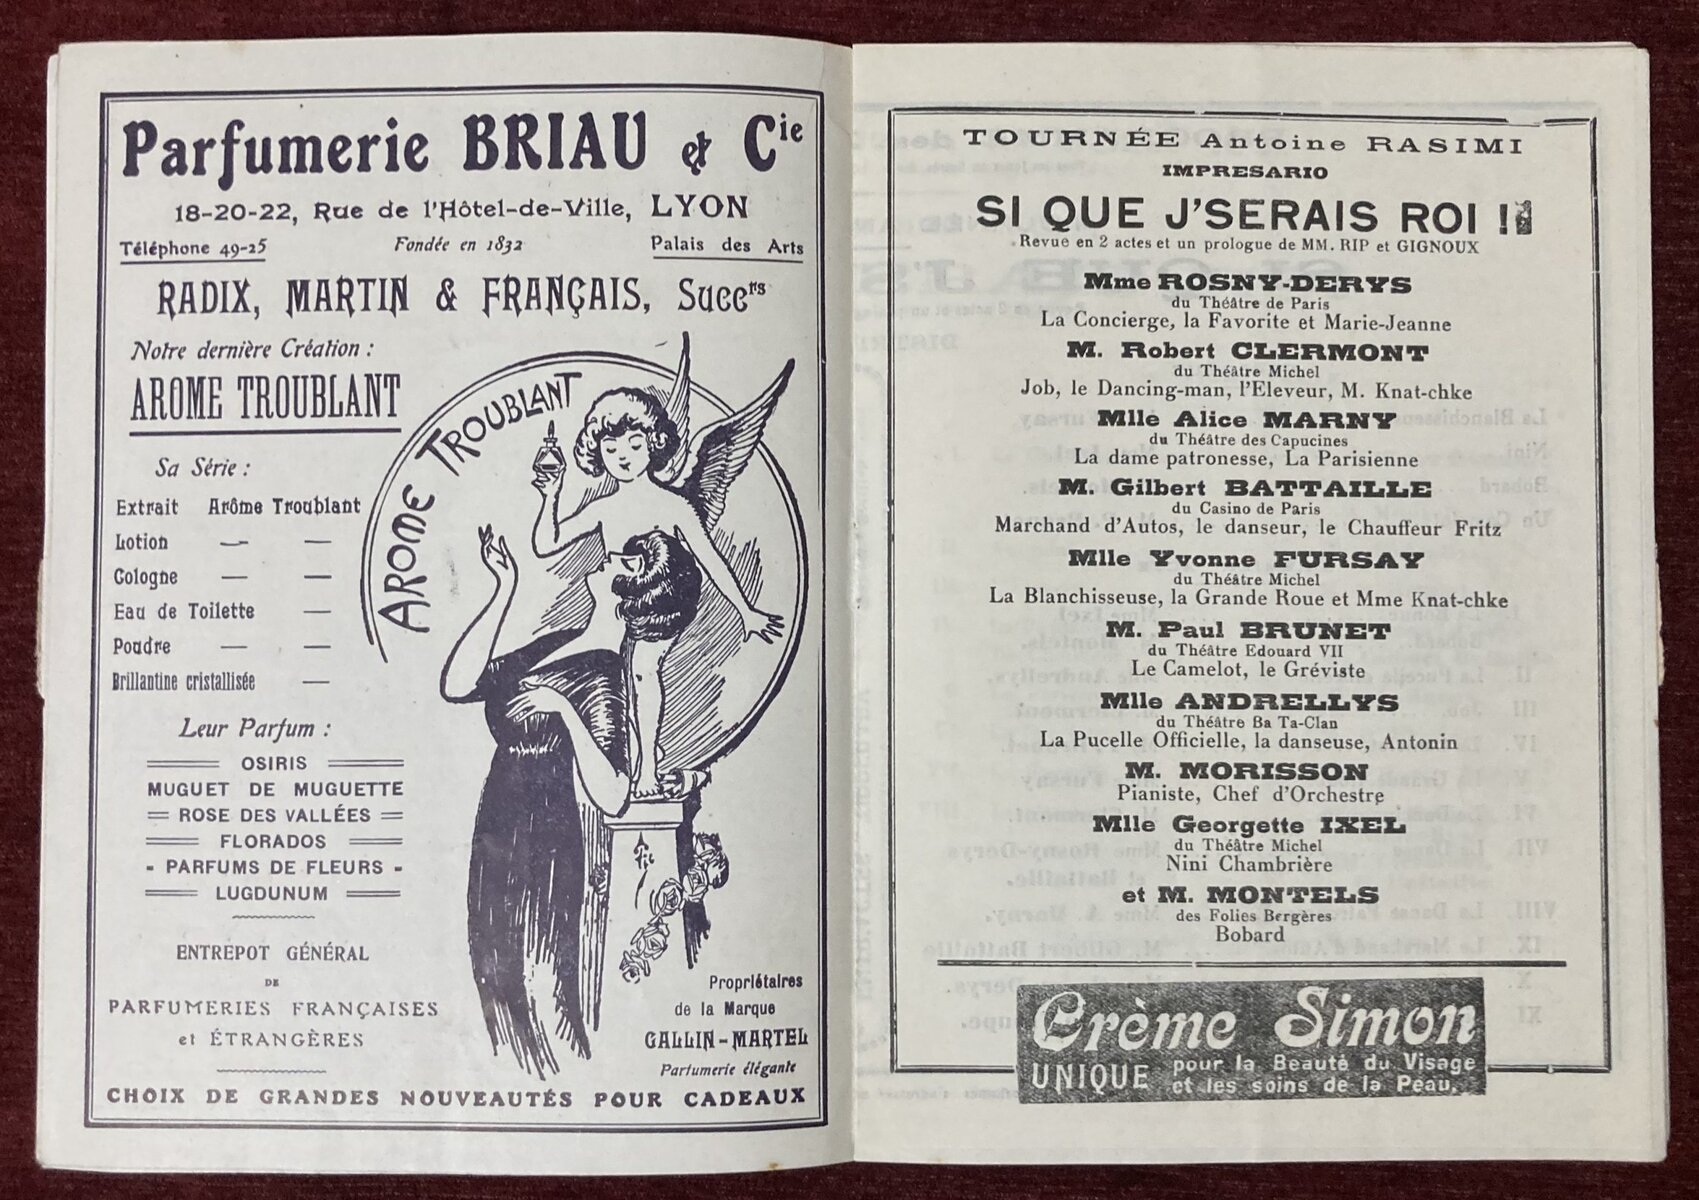 Parfumerie BRIAU & Cie
18-20-22, Rue de l'Hôtel-de-Ville, LYON
Téléphone 49-25 Fondée en 1832 Palais des Arts
RADIX, MARTIN & FRANÇAIS, Succrs
Notre dernière Création :
AROME TROUBLANT
AROME TROUBLANT
Sa Série :
Extrait Arôme Troublant
Lotion — —
Cologne — —
Eau de Toilette —
Poudre — —
Brillantine cristallisée —
Leur Parfum :
OSIRIS
MUGUET DE MUGUETTE
ROSE DES VALLÉES
FLORADOS
- PARFUMS DE FLEURS -
LUGDUNUM
ENTREPOT GÉNÉRAL
DE
PARFUMERIES FRANÇAISES
et ÉTRANGÈRES
Propriétaires
de la Marque
GALLIN-MARTEL
Parfumerie élégante
CHOIX DE GRANDES NOUVEAUTÉS POUR CADEAUX
TOURNÉE Antoine RASIMI
IMPRESARIO
SI QUE J'SERAIS ROI !
Revue en 2 actes et un prologue de MM. RIP et GIGNOUX
Mme ROSNY-DERYS
du Théâtre de Paris
La Concierge, la Favorite et Marie-Jeanne
M. Robert CLERMONT
du Théâtre Michel
Job, le Dancing-man, l'Eleveur, M. Knat-chke
Mlle Alice MARNY
du Théâtre des Capucines
La dame patronesse, La Parisienne
M. Gilbert BATTAILLE
du Casino de Paris
Marchand d'Autos, le danseur, le Chauffeur Fritz
Mlle Yvonne FURSAY
du Théâtre Michel
La Blanchisseuse, la Grande Roue et Mme Knat-chke
M. Paul BRUNET
du Théâtre Edouard VII
Le Camelot, le Gréviste
Mlle ANDRELLYS
du Théâtre Ba Ta-Clan
La Pucelle Officielle, la danseuse, Antonin
M. MORISSON
Pianiste, Chef d'Orchestre
Mlle Georgette IXEL
du Théâtre Michel
Nini Chambrière
et M. MONTELS
des Folies Bergères
Bobard
Crème Simon
UNIQUE pour la Beauté du Visage
et les soins de la Peau.